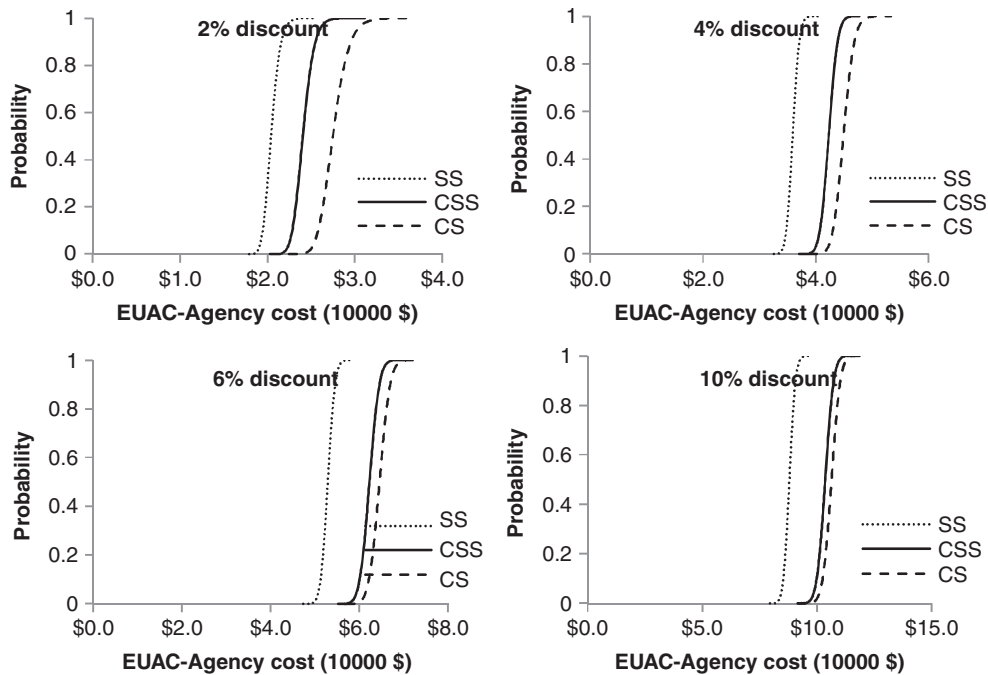 2% discount
Probability
1
0.8
0.6
0.4
0.2
0
$0.0 $1.0 $2.0 $3.0 $4.0
EUAC-Agency cost (10000 $)
SS
CSS
CS
4% discount
Probability
1
0.8
0.6
0.4
0.2
0
$0.0 $2.0 $4.0 $6.0
EUAC-Agency cost (10000 $)
SS
CSS
CS
6% discount
Probability
1
0.8
0.6
0.4
0.2
0
$0.0 $2.0 $4.0 $6.0 $8.0
EUAC-Agency cost (10000 $)
SS
CSS
CS
10% discount
Probability
1
0.8
0.6
0.4
0.2
0
$0.0 $5.0 $10.0 $15.0
EUAC-Agency cost (10000 $)
SS
CSS
CS